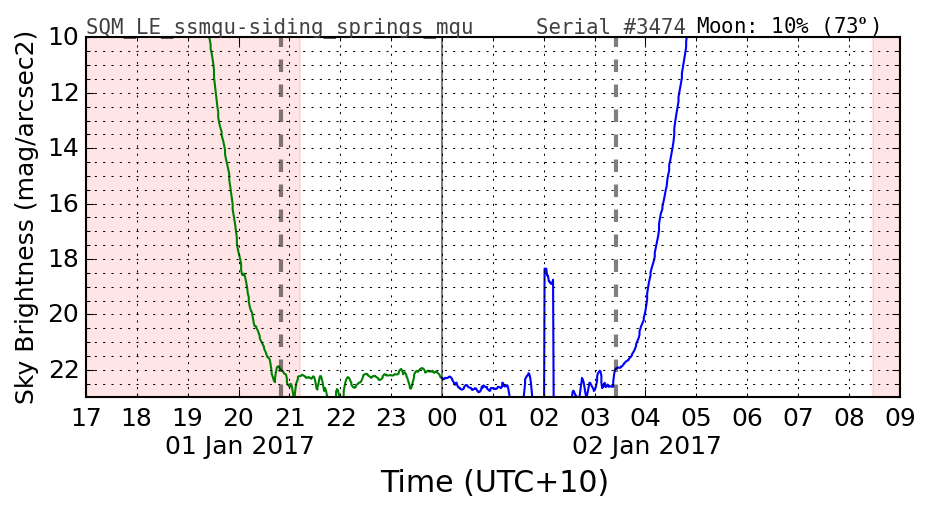 SQM_LE_ssmgu-siding_springs_mgu Serial #3474 Moon: 10% (73°)
Sky Brightness (mag/arcsec2)
10
12
14
16
18
20
22
17 18 19 20 21 22 23 00 01 02 03 04 05 06 07 08 09
01 Jan 2017 02 Jan 2017
Time (UTC+10)